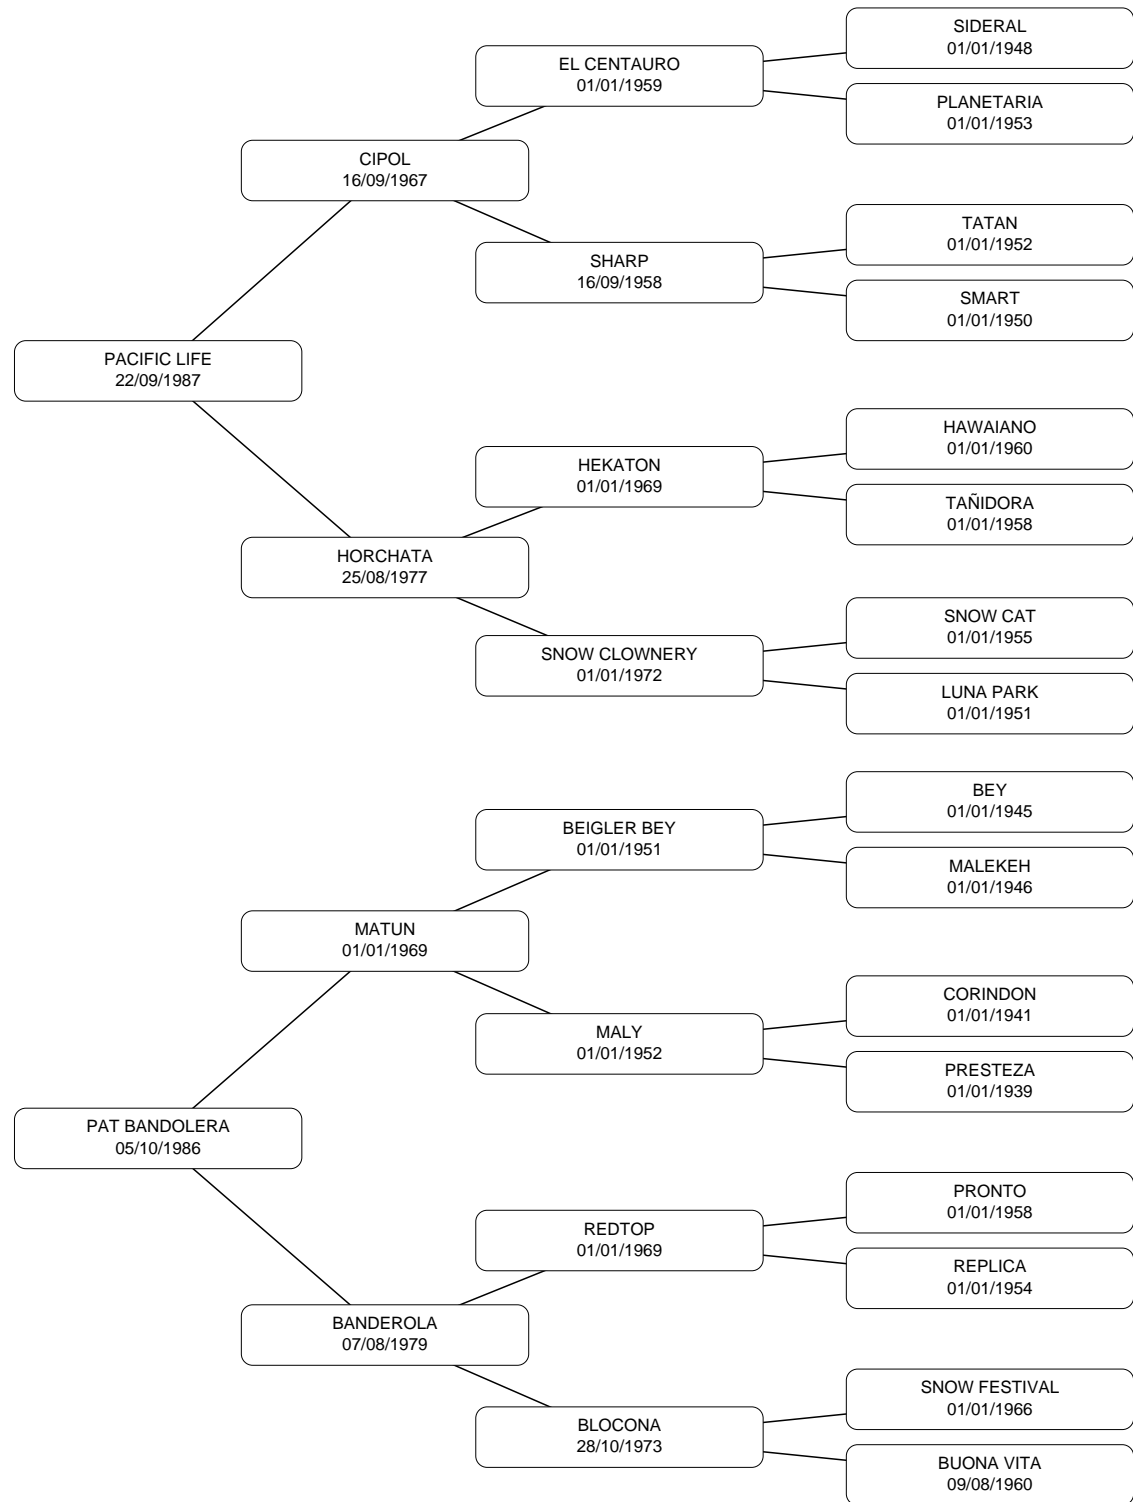 SIDERAL
01/01/1948
EL CENTAURO
01/01/1959
PLANETARIA
01/01/1953
CIPOL
16/09/1967
TATAN
01/01/1952
SHARP
16/09/1958
SMART
01/01/1950
PACIFIC LIFE
22/09/1987
HAWAIANO
01/01/1960
HEKATON
01/01/1969
TAÑIDORA
01/01/1958
HORCHATA
25/08/1977
SNOW CAT
01/01/1955
SNOW CLOWNERY
01/01/1972
LUNA PARK
01/01/1951
BEY
01/01/1945
BEIGLER BEY
01/01/1951
MALEKEH
01/01/1946
MATUN
01/01/1969
CORINDON
01/01/1941
MALY
01/01/1952
PRESTEZA
01/01/1939
PAT BANDOLERA
05/10/1986
PRONTO
01/01/1958
REDTOP
01/01/1969
REPLICA
01/01/1954
BANDEROLA
07/08/1979
SNOW FESTIVAL
01/01/1966
BLOCONA
28/10/1973
BUONA VITA
09/08/1960